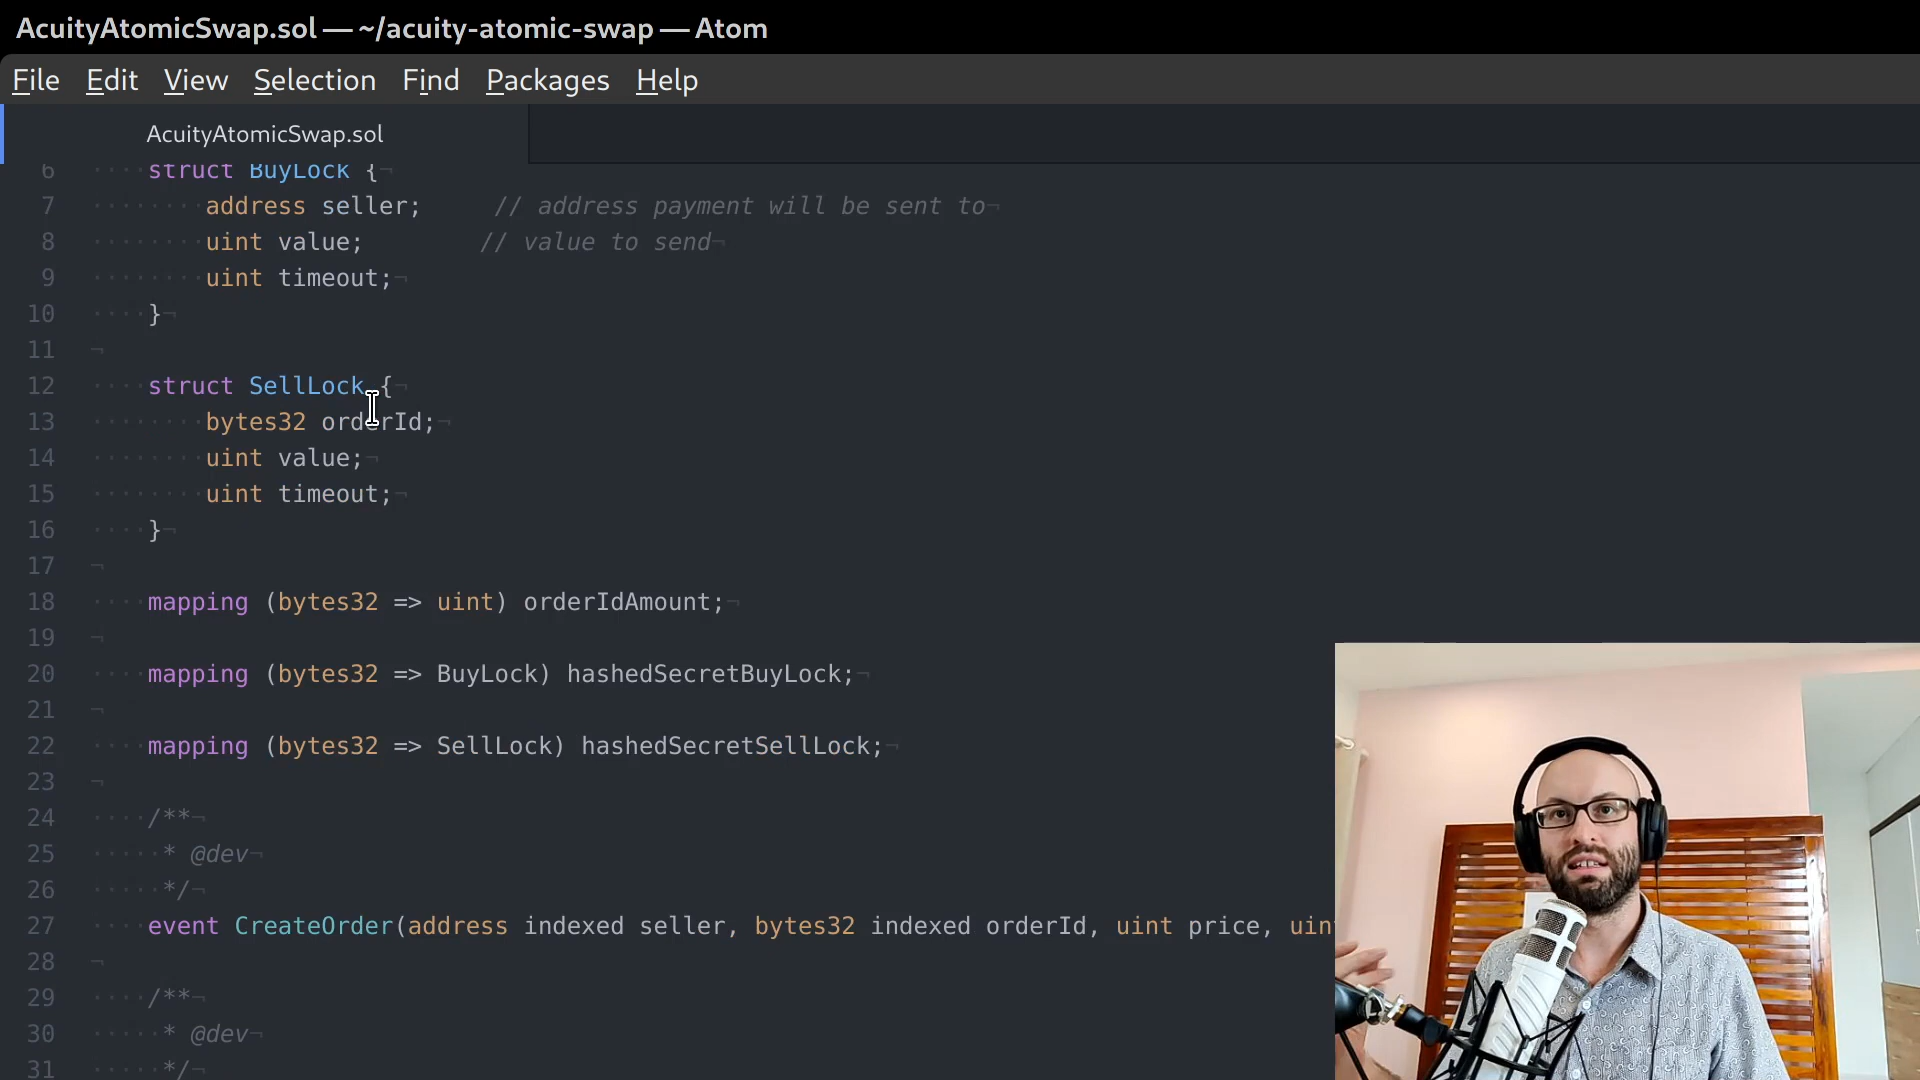 AcuityAtomicSwap.sol — ~/acuity-atomic-swap — Atom
File Edit View Selection Find Packages Help
AcuityAtomicSwap.sol
6 struct BuyLock {
7 address seller; // address payment will be sent to
8 uint value; // value to send
9 uint timeout;
10 }
11
12 struct SellLock {
13 bytes32 orderId;
14 uint value;
15 uint timeout;
16 }
17
18 mapping (bytes32 => uint) orderIdAmount;
19
20 mapping (bytes32 => BuyLock) hashedSecretBuyLock;
21
22 mapping (bytes32 => SellLock) hashedSecretSellLock;
23
24 /**
25 * @dev
26 */
27 event CreateOrder(address indexed seller, bytes32 indexed orderId, uint price, uin
28
29 /**
30 * @dev
31 */